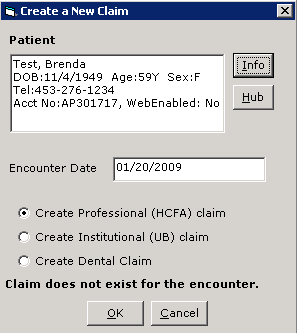 Create a New Claim
Patient
Test, Brenda
DOB:11/4/1949 Age:59Y Sex:F
Tel:453-276-1234
Acct No:AP301717, WebEnabled: No
Info
Hub
Encounter Date 01/20/2009
Create Professional (HCFA) claim
Create Institutional (UB) claim
Create Dental Claim
Claim does not exist for the encounter.
OK Cancel